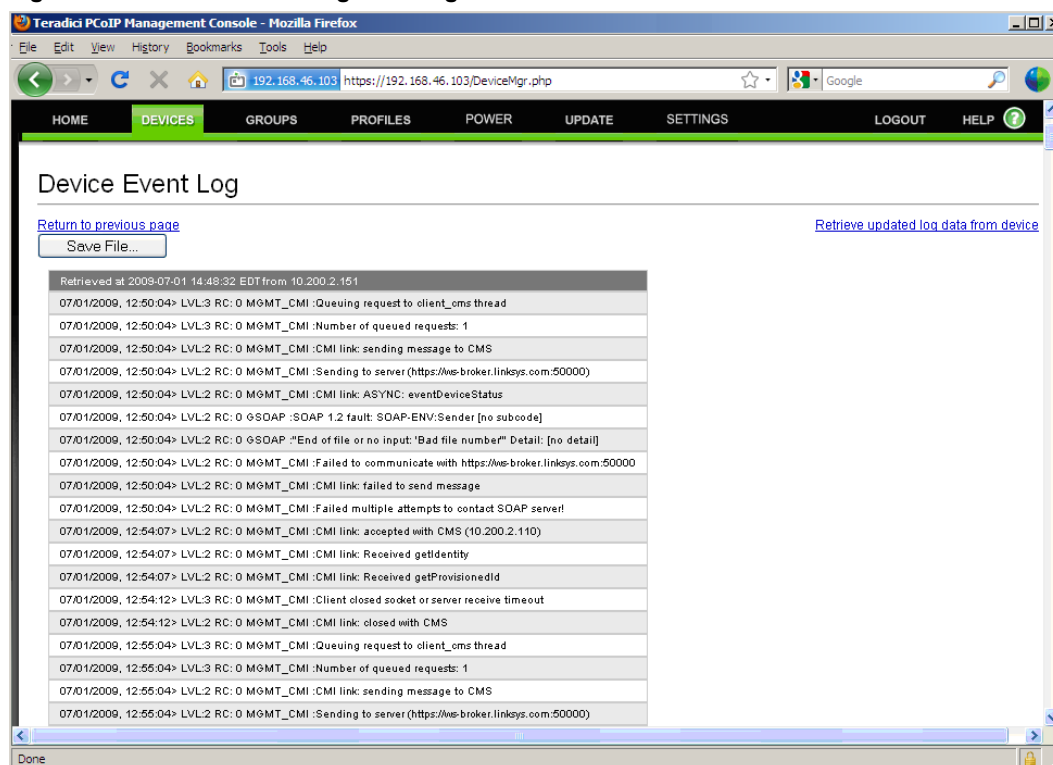 Teradici PCoIP Management Console - Mozilla Firefox
File Edit View History Bookmarks Tools Help
192.168.46.103 https://192.168.46.103/DeviceMgr.php Google
HOME DEVICES GROUPS PROFILES POWER UPDATE SETTINGS LOGOUT HELP ?
Device Event Log
Return to previous page Retrieve updated log data from device
Save File...
Retrieved at 2009-07-01 14:48:32 EDT from 10.200.2.151
07/01/2009, 12:50:04> LVL:3 RC: 0 MGMT_CMI :Queuing request to client_cms thread
07/01/2009, 12:50:04> LVL:3 RC: 0 MGMT_CMI :Number of queued requests: 1
07/01/2009, 12:50:04> LVL:2 RC: 0 MGMT_CMI :CMI link: sending message to CMS
07/01/2009, 12:50:04> LVL:2 RC: 0 MGMT_CMI :Sending to server (https://ws-broker.linksys.com:50000)
07/01/2009, 12:50:04> LVL:2 RC: 0 MGMT_CMI :CMI link: ASYNC: eventDeviceStatus
07/01/2009, 12:50:04> LVL:2 RC: 0 GSOAP :SOAP 1.2 fault: SOAP-ENV:Sender [no subcode]
07/01/2009, 12:50:04> LVL:2 RC: 0 GSOAP :"End of file or no input: 'Bad file number'" Detail: [no detail]
07/01/2009, 12:50:04> LVL:2 RC: 0 MGMT_CMI :Failed to communicate with https://ws-broker.linksys.com:50000
07/01/2009, 12:50:04> LVL:2 RC: 0 MGMT_CMI :CMI link: failed to send message
07/01/2009, 12:50:04> LVL:2 RC: 0 MGMT_CMI :Failed multiple attempts to contact SOAP server!
07/01/2009, 12:54:07> LVL:2 RC: 0 MGMT_CMI :CMI link: accepted with CMS (10.200.2.110)
07/01/2009, 12:54:07> LVL:2 RC: 0 MGMT_CMI :CMI link: Received getIdentity
07/01/2009, 12:54:07> LVL:2 RC: 0 MGMT_CMI :CMI link: Received getProvisionedId
07/01/2009, 12:54:12> LVL:3 RC: 0 MGMT_CMI :Client closed socket or server receive timeout
07/01/2009, 12:54:12> LVL:2 RC: 0 MGMT_CMI :CMI link: closed with CMS
07/01/2009, 12:55:04> LVL:3 RC: 0 MGMT_CMI :Queuing request to client_cms thread
07/01/2009, 12:55:04> LVL:3 RC: 0 MGMT_CMI :Number of queued requests: 1
07/01/2009, 12:55:04> LVL:2 RC: 0 MGMT_CMI :CMI link: sending message to CMS
07/01/2009, 12:55:04> LVL:2 RC: 0 MGMT_CMI :Sending to server (https://ws-broker.linksys.com:50000)
Done